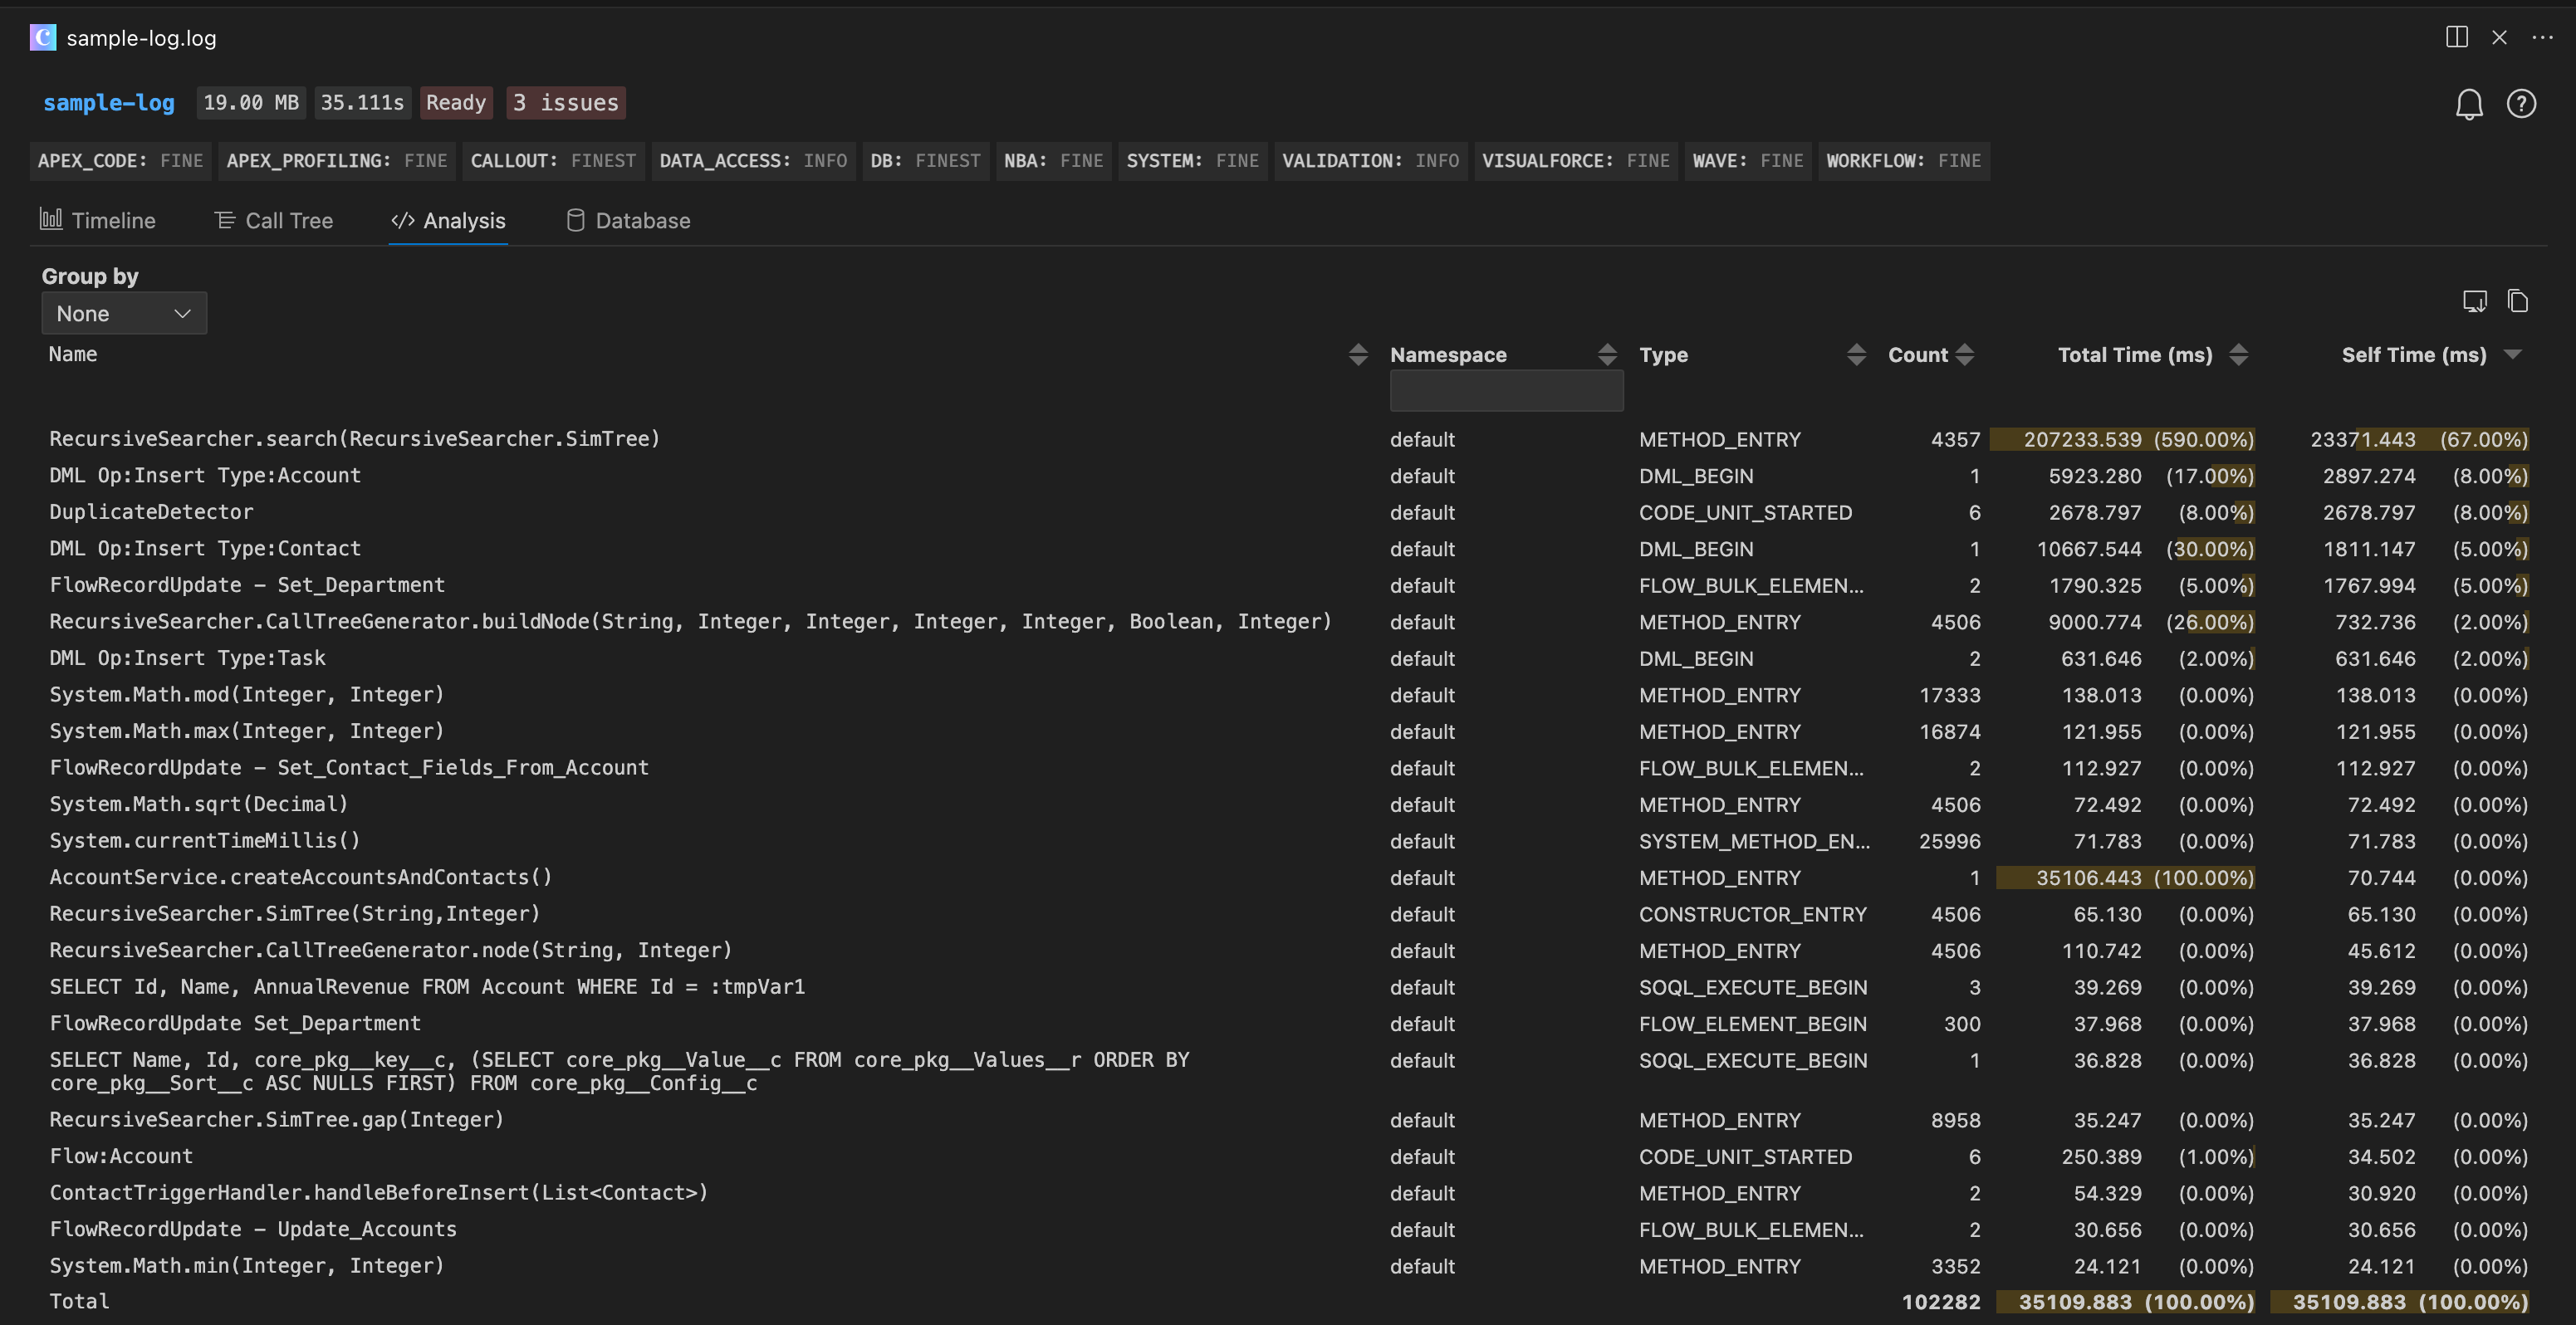 sample-log.log
sample-log 19.00 MB 35.111s Ready 3 issues
APEX_CODE: FINE APEX_PROFILING: FINE CALLOUT: FINEST DATA_ACCESS: INFO DB: FINEST NBA: FINE SYSTEM: FINE VALIDATION: INFO VISUALFORCE: FINE WAVE: FINE WORKFLOW: FINE
Timeline Call Tree Analysis Database
Group by
None
Name Namespace Type Count Total Time (ms) Self Time (ms)
RecursiveSearcher.search(RecursiveSearcher.SimTree) default METHOD_ENTRY 4357 207233.539 (590.00%) 23371.443 (67.00%)
DML Op:Insert Type:Account default DML_BEGIN 1 5923.280 (17.00%) 2897.274 (8.00%)
DuplicateDetector default CODE_UNIT_STARTED 6 2678.797 (8.00%) 2678.797 (8.00%)
DML Op:Insert Type:Contact default DML_BEGIN 1 10667.544 (30.00%) 1811.147 (5.00%)
FlowRecordUpdate - Set_Department default FLOW_BULK_ELEMEN... 2 1790.325 (5.00%) 1767.994 (5.00%)
RecursiveSearcher.CallTreeGenerator.buildNode(String, Integer, Integer, Integer, Integer, Boolean, Integer) default METHOD_ENTRY 4506 9000.774 (26.00%) 732.736 (2.00%)
DML Op:Insert Type:Task default DML_BEGIN 2 631.646 (2.00%) 631.646 (2.00%)
System.Math.mod(Integer, Integer) default METHOD_ENTRY 17333 138.013 (0.00%) 138.013 (0.00%)
System.Math.max(Integer, Integer) default METHOD_ENTRY 16874 121.955 (0.00%) 121.955 (0.00%)
FlowRecordUpdate - Set_Contact_Fields_From_Account default FLOW_BULK_ELEMEN... 2 112.927 (0.00%) 112.927 (0.00%)
System.Math.sqrt(Decimal) default METHOD_ENTRY 4506 72.492 (0.00%) 72.492 (0.00%)
System.currentTimeMillis() default SYSTEM_METHOD_EN... 25996 71.783 (0.00%) 71.783 (0.00%)
AccountService.createAccountsAndContacts() default METHOD_ENTRY 1 35106.443 (100.00%) 70.744 (0.00%)
RecursiveSearcher.SimTree(String,Integer) default CONSTRUCTOR_ENTRY 4506 65.130 (0.00%) 65.130 (0.00%)
RecursiveSearcher.CallTreeGenerator.node(String, Integer) default METHOD_ENTRY 4506 110.742 (0.00%) 45.612 (0.00%)
SELECT Id, Name, AnnualRevenue FROM Account WHERE Id = :tmpVar1 default SOQL_EXECUTE_BEGIN 3 39.269 (0.00%) 39.269 (0.00%)
FlowRecordUpdate Set_Department default FLOW_ELEMENT_BEGIN 300 37.968 (0.00%) 37.968 (0.00%)
SELECT Name, Id, core_pkg__key__c, (SELECT core_pkg__Value__c FROM core_pkg__Values__r ORDER BY default SOQL_EXECUTE_BEGIN 1 36.828 (0.00%) 36.828 (0.00%)
core_pkg__Sort__c ASC NULLS FIRST) FROM core_pkg__Config__c
RecursiveSearcher.SimTree.gap(Integer) default METHOD_ENTRY 8958 35.247 (0.00%) 35.247 (0.00%)
Flow:Account default CODE_UNIT_STARTED 6 250.389 (1.00%) 34.502 (0.00%)
ContactTriggerHandler.handleBeforeInsert(List<Contact>) default METHOD_ENTRY 2 54.329 (0.00%) 30.920 (0.00%)
FlowRecordUpdate - Update_Accounts default FLOW_BULK_ELEMEN... 2 30.656 (0.00%) 30.656 (0.00%)
System.Math.min(Integer, Integer) default METHOD_ENTRY 3352 24.121 (0.00%) 24.121 (0.00%)
Total 102282 35109.883 (100.00%) 35109.883 (100.00%)